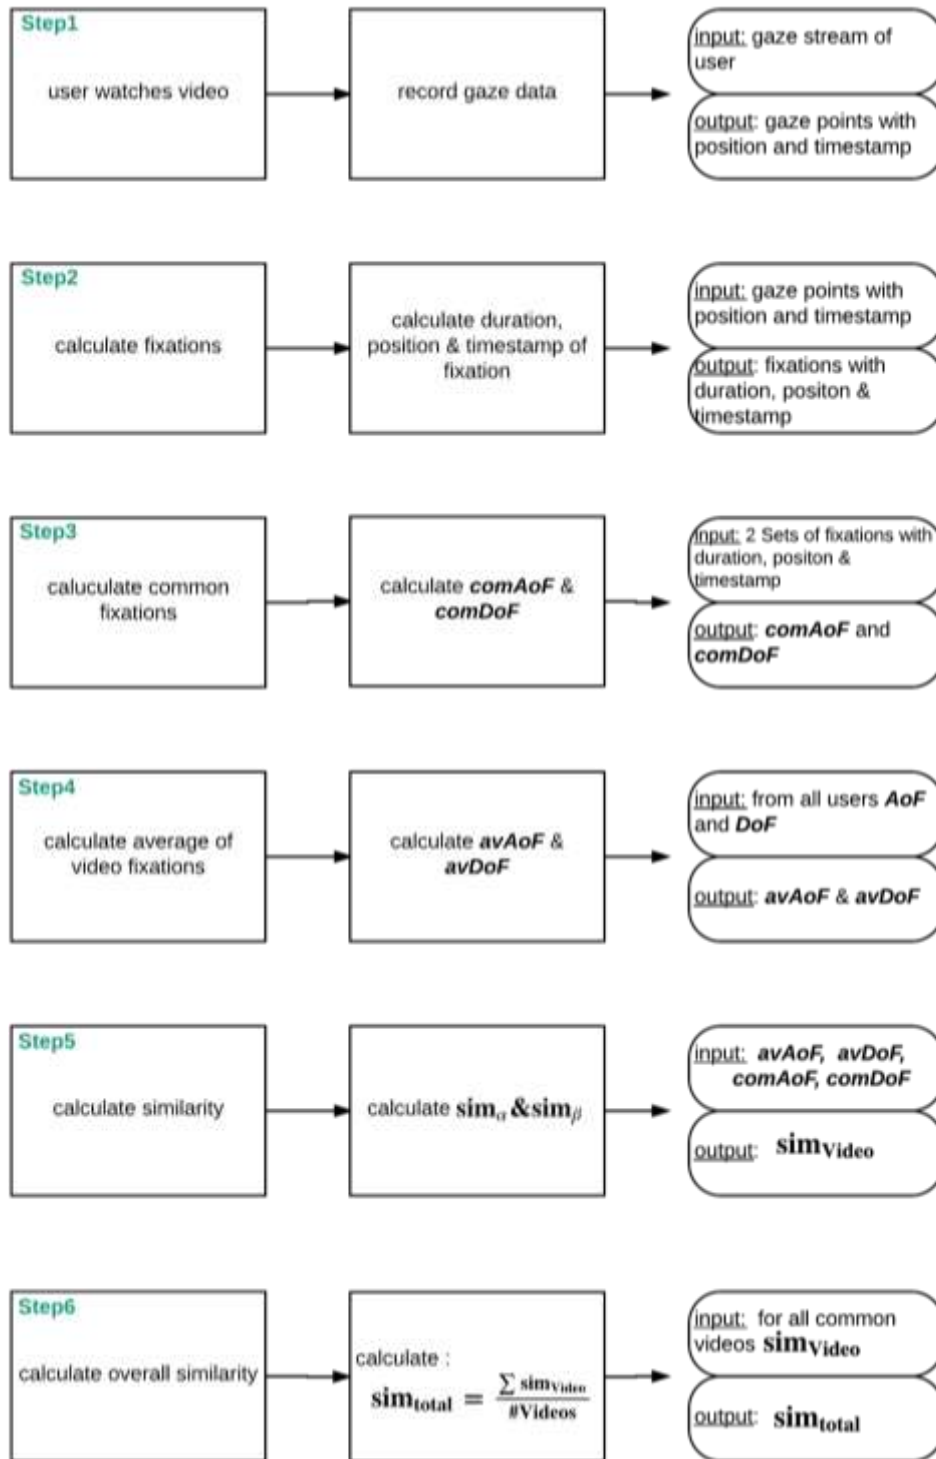 Step1
user watches video
record gaze data
input: gaze stream of
user
output: gaze points with
position and timestamp
Step2
calculate fixations
calculate duration,
position & timestamp of
fixation
input: gaze points with
position and timestamp
output: fixations with
duration, positon &
timestamp
Step3
caluculate common
fixations
calculate comAoF &
comDoF
input: 2 Sets of fixations with
duration, positon &
timestamp
output: comAoF and
comDoF
Step4
calculate average of
video fixations
calculate avAoF &
avDoF
input: from all users AoF
and DoF
output: avAoF & avDoF
Step5
calculate similarity
calculate simα &simβ
input: avAoF, avDoF,
comAoF, comDoF
output: simVideo
Step6
calculate overall similarity
calculate :
simtotal = ∑ simVideo / #Videos
input: for all common
videos simVideo
output: simtotal